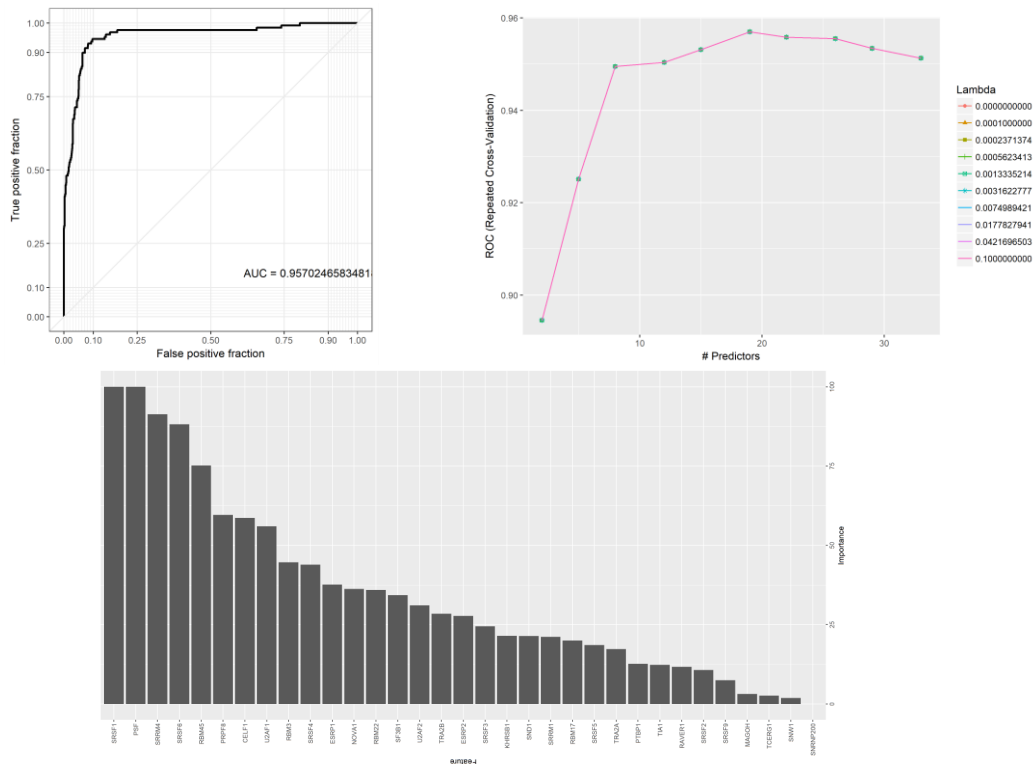 1.00
0.90
0.75
0.50
0.25
0.10
0.00
True positive fraction
AUC = 0.957024658348​1
0.00 0.10 0.25 0.50 0.75 0.90 1.00
False positive fraction
0.96
0.94
0.92
0.90
ROC (Repeated Cross-Validation)
10 20 30
# Predictors
Lambda
0.0000000000
0.0001000000
0.0002371374
0.0005623413
0.0013335214
0.0031622777
0.0074989421
0.0177827941
0.0421696503
0.1000000000
100
75
50
25
0
Importance
SRSF1
PSF
SRRM4
SRSF6
RBM45
PRPF8
CELF1
U2AF1
RBM3
SRSF4
ESRP1
NOVA1
RBM22
SF3B1
U2AF2
TRA2B
ESRP2
SRSF3
KHRSB1
SND1
SRRM1
RBM17
SRSF5
TRA2A
PTBP1
TIA1
RAVER1
SRSF2
SRSF9
MAGOH
TCERG1
SNW1
SNRNP200
Feature